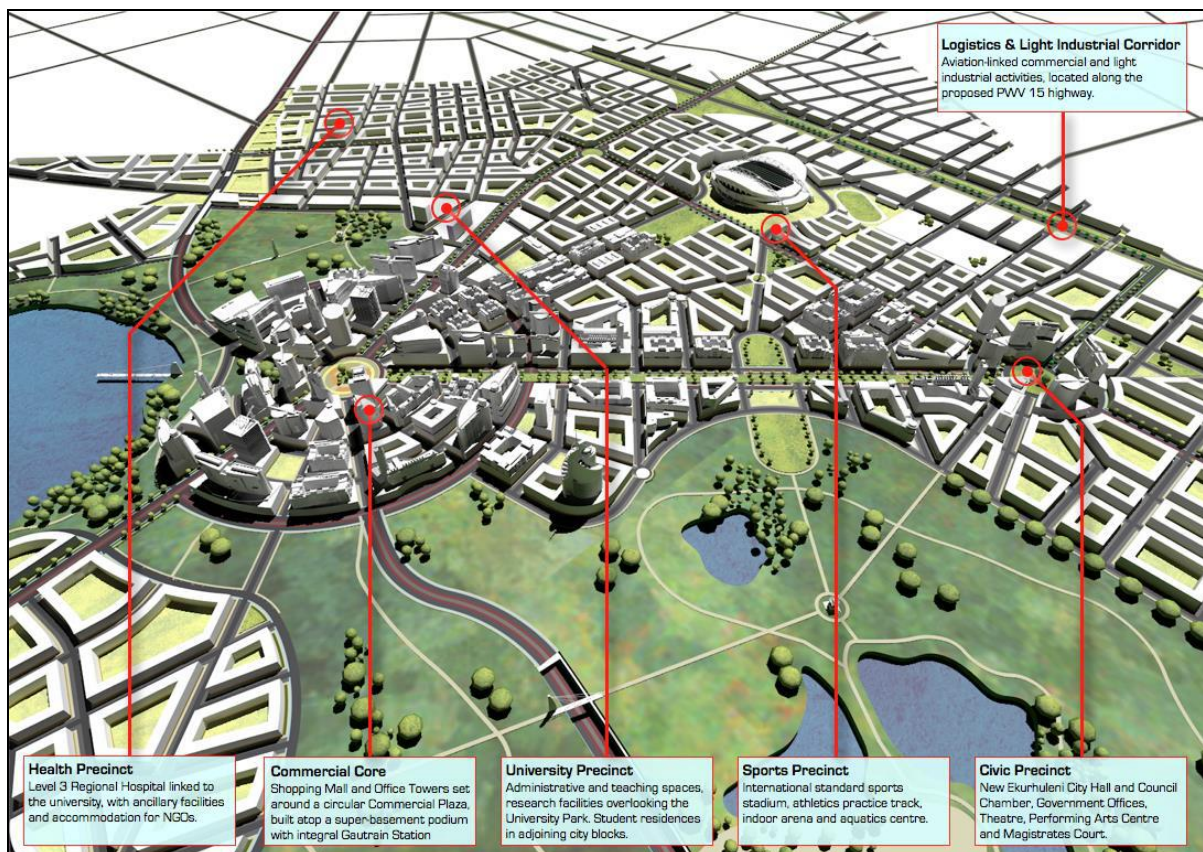 Logistics & Light Industrial Corridor
Aviation-linked commercial and light
industrial activities, located along the
proposed PWV 15 highway.
Health Precinct
Level 3 Regional Hospital linked to
the university, with ancillary facilities
and accommodation for NGOs.
Commercial Core
Shopping Mall and Office Towers set
around a circular Commercial Plaza,
built atop a super-basement podium
with integral Gautrain Station
University Precinct
Administrative and teaching spaces,
research facilities overlooking the
University Park. Student residences
in adjoining city blocks.
Sports Precinct
International standard sports
stadium, athletics practice track,
indoor arena and aquatics centre.
Civic Precinct
New Ekurhuleni City Hall and Council
Chamber, Government Offices,
Theatre, Performing Arts Centre
and Magistrates Court.